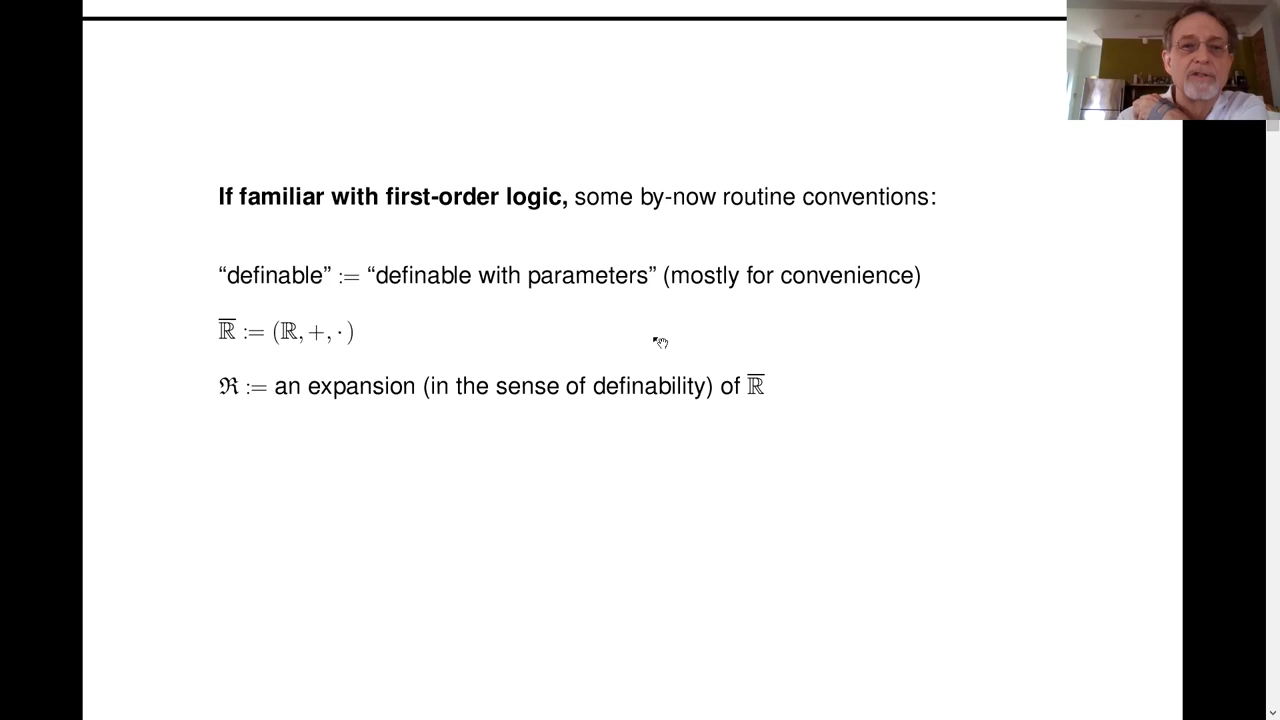 If familiar with first-order logic, some by-now routine conventions:
“definable” := “definable with parameters” (mostly for convenience)
ℝ̅ := (ℝ, +, · )
ℜ := an expansion (in the sense of definability) of ℝ̅